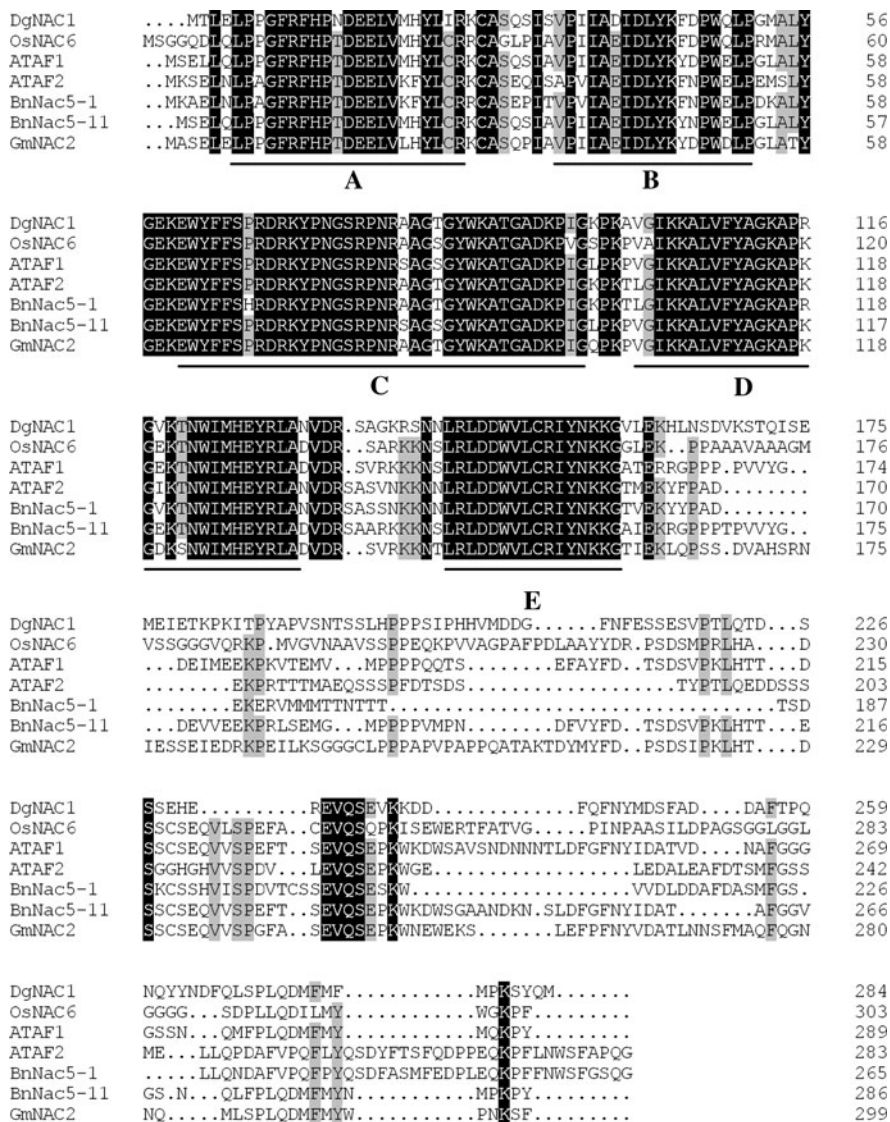 DgNAC1 ....MTLELPPGFRFHPNDEELVMHYLIRKCASQSISVPIIADIDLYKFDPWQLPGMALY 56
OsNAC6 MSGGQDLQLPPGFRFHPTDEELVMHYLCRRCAGLPIAVPIIAEIDLYKFDPWQLPRMALY 60
ATAF1 ..MSELLQLPPGFRFHPTDEELVMHYLCRKCASQSIAVPIIAEIDLYKYDPWELPGLALY 58
ATAF2 ..MKSELNLPAGFRFHPTDEELVKFYLCRKCASEQISAPVIAEIDLYKFNPWELPEMSLY 58
BnNac5-1 ..MKAELNLPAGFRFHPTDEELVKFYLCRKCASEPITVPVIAEIDLYKFNPWELPDKALY 58
BnNac5-11 ...MSELQLPPGFRFHPTDEELVMHYLCRKCASQSIAVPIIAEIDLYKYNPWELPGLALY 57
GmNAC2 ..MASELELPPGFRFHPTDEELVLHYLCRKCASQPIAVPIIAEIDLYKYDPWDLPGLATY 58
A B
DgNAC1 GEKEWYFFSPRDRKYPNGSRPNRAAGTGYWKATGADKPIGKPKAVGIKKALVFYAGKAPR 116
OsNAC6 GEKEWYFFSPRDRKYPNGSRPNRAAGTGYWKATGADKPVGSPKPVAIKKALVFYAGKAPK 120
ATAF1 GEKEWYFFSPRDRKYPNGSRPNRSAGSGYWKATGADKPIGLPKPVGIKKALVFYAGKAPK 118
ATAF2 GEKEWYFFSPRDRKYPNGSRPNRAAGTGYWKATGADKPIGKPKTLGIKKALVFYAGKAPK 118
BnNac5-1 GEKEWYFFSHRDRKYPNGSRPNRAAGTGYWKATGADKPIGKPKTLGIKKALVFYAGKAPR 118
BnNac5-11 GEKEWYFFSPRDRKYPNGSRPNRSAGSGYWKATGADKPIGLPKPVGIKKALVFYAGKAPK 117
GmNAC2 GEKEWYFFSPRDRKYPNGSRPNRAAGTGYWKATGADKPIGQPKPVGIKKALVFYAGKAPK 118
C D
DgNAC1 GVKTNWIMHEYRLANVDR.SAGKRSNNLRLDDWVLCRIYNKKGVLEKHLNSDVKSTQISE 175
OsNAC6 GEKTNWIMHEYRLADVDR..SARKKNSLRLDDWVLCRIYNKKGGLEK..PPAAAVAAAGM 176
ATAF1 GEKTNWIMHEYRLADVDR..SVRKKKNSLRLDDWVLCRIYNKKGATERRGPPPP.PVVYG.. 174
ATAF2 GIKTNWIMHEYRLANVDRSASVNKKNNLRLDDWVLCRIYNKKGTMEKYFPAD........ 170
BnNac5-1 GVKTNWIMHEYRLANVDRSASSNKKNNLRLDDWVLCRIYNKKGTVEKYYPAD........ 170
BnNac5-11 GEKTNWIMHEYRLADVDRSAARKKKNSLRLDDWVLCRIYNKKGAIEKRGPPPTPVVYG.. 175
GmNAC2 GDKSNWIMHEYRLADVDR..SVRKKNTLRLDDWVLCRIYNKKGTIEKLQPSS.DVAHSRN 175
E
DgNAC1 MEIETKPKITPYAPVSNTSSLHPPPSIPHHVMDDG......FNFESSESVPTLQTD...S 226
OsNAC6 VSSGGGVQRKP.MVGVNAAVSSPPEQKPVVAGPAFPDLAAYYDR.PSDSMPRLHA....D 230
ATAF1 ...DEIMEEKPKVTEMV..MPPPPQQTS.......EFAYFD..TSDSVPKLHTT..D 215
ATAF2 ........EKPRTTTMAEQSSSPFDTSDS...................TYPTLQEDDSSS 203
BnNac5-1 ........EKERVMMMTTNTTT...................................TSD 187
BnNac5-11 ...DEVVEEKPRLSEMG..MPPPPVMPN........DFVYFD..TSDSVPKLHTT..E 216
GmNAC2 IESSEIEDRKPEILKSGGGCLPPPAPVPAPPQATAKTDYMYFD..PSDSIPKLHT...D 229
DgNAC1 SSEHE..........REVQSEVKKDD.................FQFNYMDSFAD...DAFTPQ 259
OsNAC6 SSCSEQVLSPEFA..CEVQSQPKISEWERTFATVG....PINPAASILDPAGSGGLGGL 283
ATAF1 SSCSEQVVSPEFT..SEVQSEPKWKDWSAVSNDNNNTLDFGFNYIDATVD...NAFGGG 269
ATAF2 SGGHGHVVSPDV...LEVQSEPKWGE................LEDALEAFDTSMFGSS 242
BnNac5-1 SKCSSHVISPDVTCSSEVQSESKW.................VVDLDDAFDASMFGS. 226
BnNac5-11 SSCSEQVVSPEFT..SEVQSEPKWKDWSGAANDKN.SLDFGFNYIDAT......AFGGV 266
GmNAC2 SSCSEQVVSPGFA..SEVQSEPKWNEWEKS......LEFPFNYVDATLNNSFMAQFQGN 280
DgNAC1 NQYYNDFQLSPLQDMFMF............MPKSYQM....... 284
OsNAC6 GGGG...SDPLLQDILMY............WGKPF......... 303
ATAF1 GSSN...QMFPLQDMFMY............MQKPY......... 289
ATAF2 ME...LLQPDAFVPQFLYQSDYFTSFQDPPEQKPFLNWSFAPQG 283
BnNac5-1 ....LLQNDAFVPQFPYQSDFASMFEDPLEQKPFFNWSFGSQG 265
BnNac5-11 GS.N...QLFPLQDMFMYN...........MPKPY......... 286
GmNAC2 NQ.....MLSPLQDMFMYW...........PNKSF......... 299